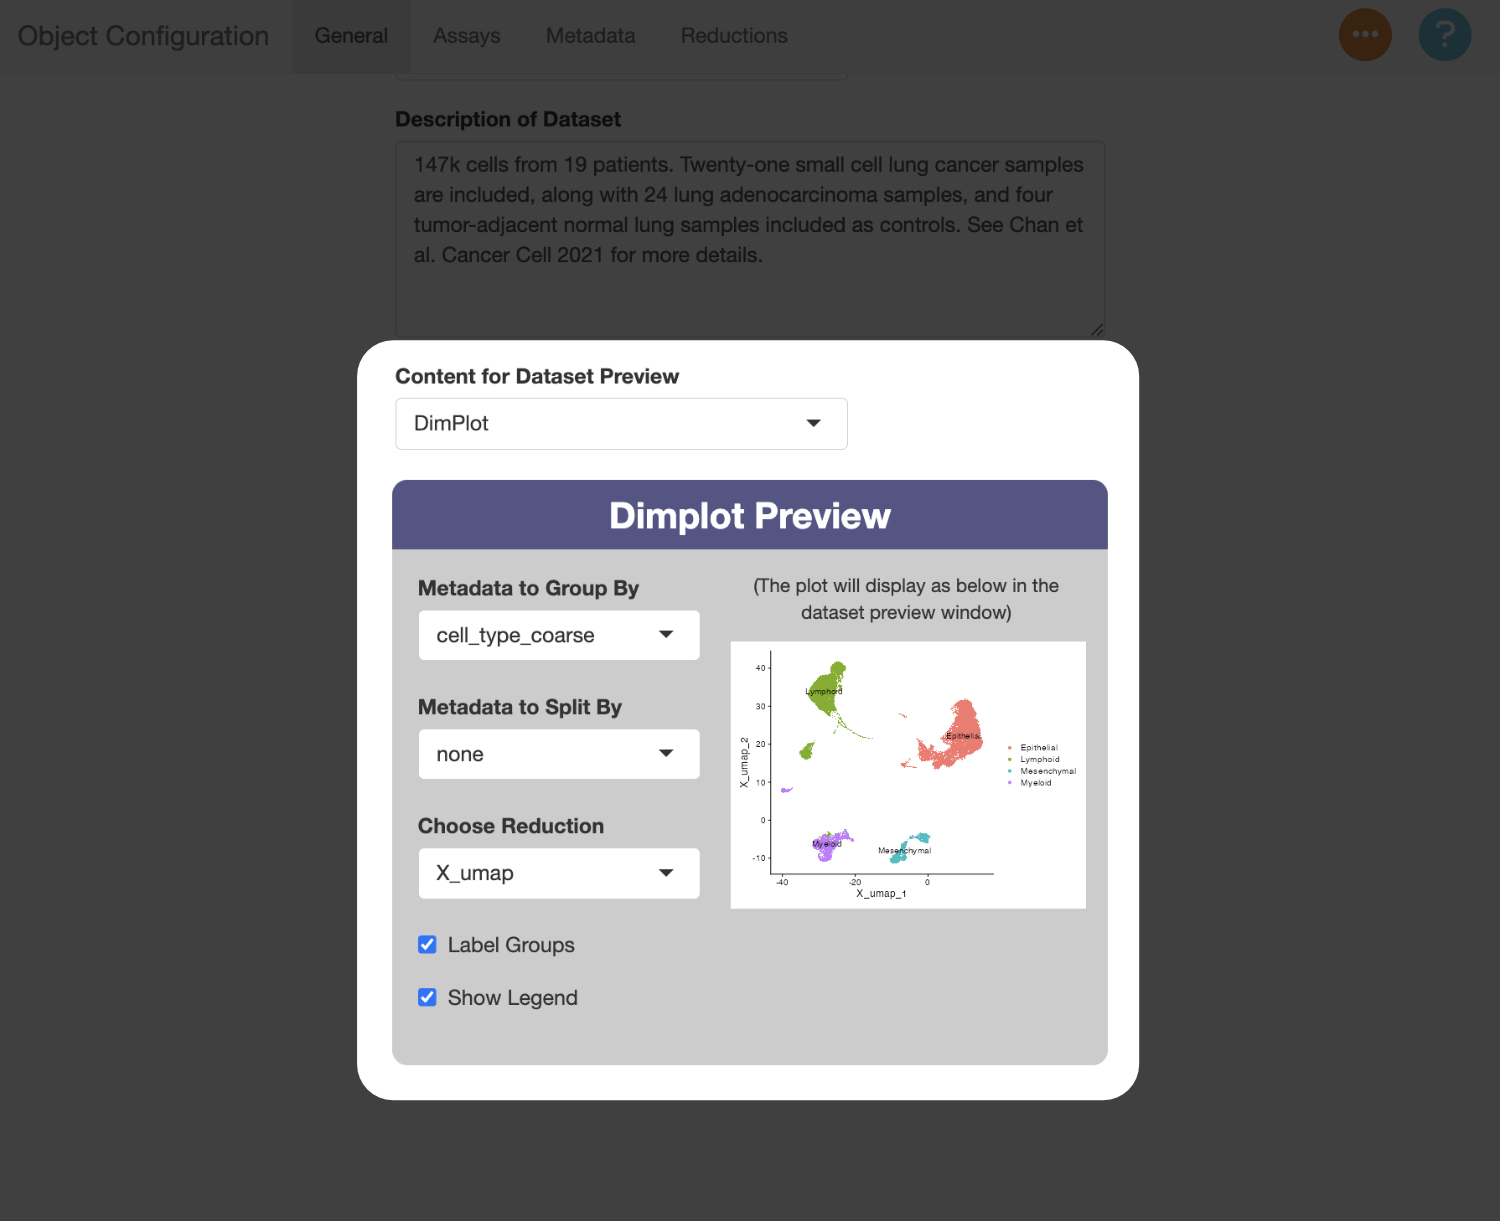 Object Configuration General Assays Metadata Reductions ?
Description of Dataset
147k cells from 19 patients. Twenty-one small cell lung cancer samples
are included, along with 24 lung adenocarcinoma samples, and four
tumor-adjacent normal lung samples included as controls. See Chan et
al. Cancer Cell 2021 for more details.
Content for Dataset Preview
DimPlot
Dimplot Preview
Metadata to Group By
cell_type_coarse
Metadata to Split By
none
Choose Reduction
X_umap
Label Groups
Show Legend
(The plot will display as below in the
dataset preview window)
40
30
20
10
0
-10
X_umap_2
Lymphoid
Epithelial
Myeloid
Mesenchymal
-40 -20 0
X_umap_1
Epithelial
Lymphoid
Mesenchymal
Myeloid